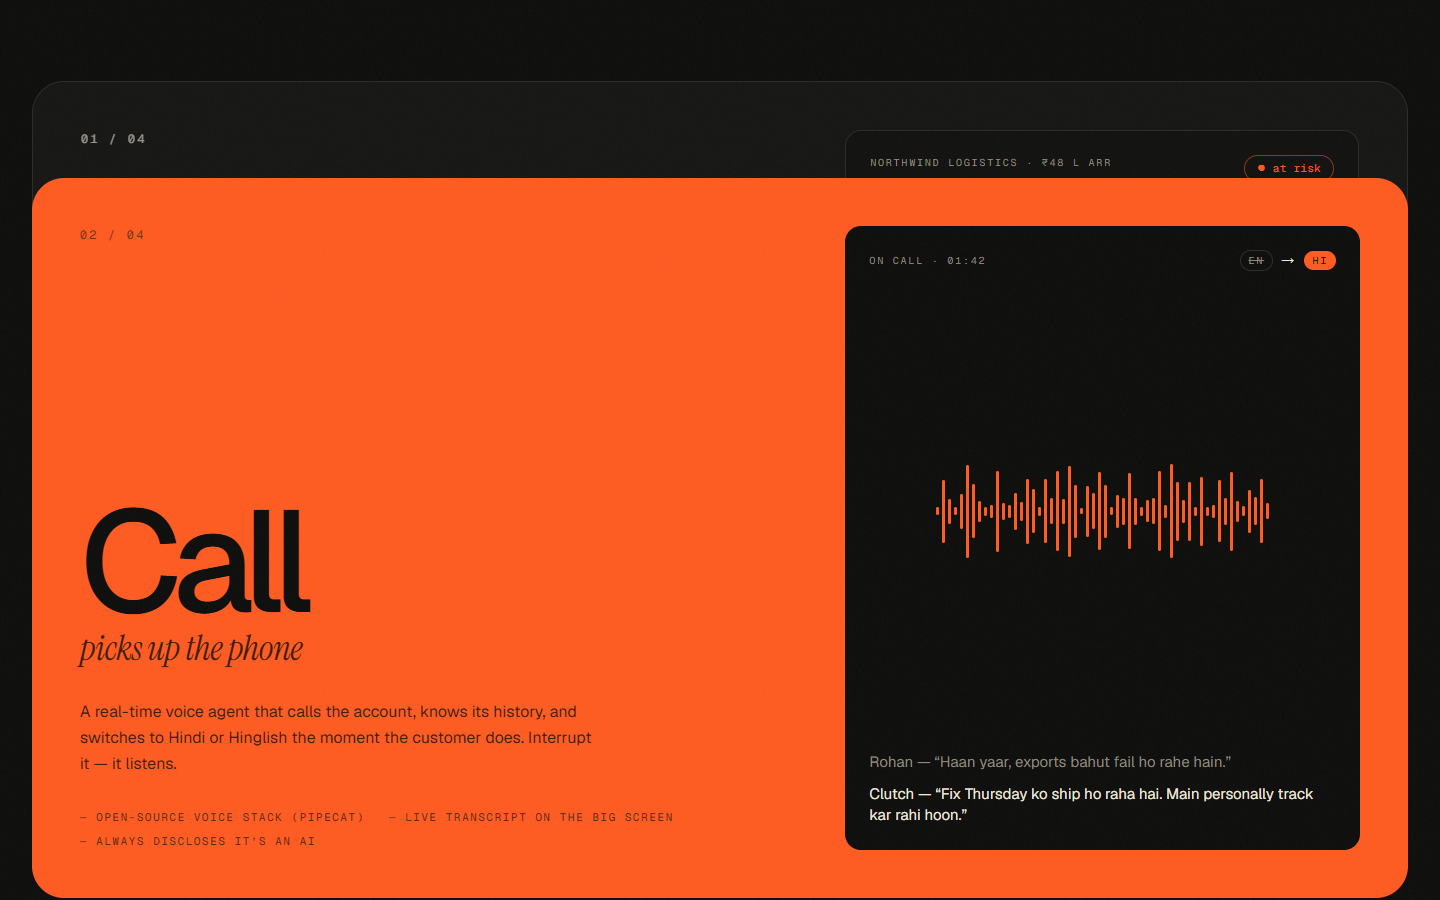 01 / 04
NORTHWIND LOGISTICS · ₹48 L ARR
at risk
02 / 04
ON CALL · 01:42
EN → HI
Call
picks up the phone
A real-time voice agent that calls the account, knows its history, and
switches to Hindi or Hinglish the moment the customer does. Interrupt
it — it listens.
— OPEN-SOURCE VOICE STACK (PIPECAT) — LIVE TRANSCRIPT ON THE BIG SCREEN
— ALWAYS DISCLOSES IT'S AN AI
Rohan — “Haan yaar, exports bahut fail ho rahe hain.”
Clutch — “Fix Thursday ko ship ho raha hai. Main personally track
kar rahi hoon.”